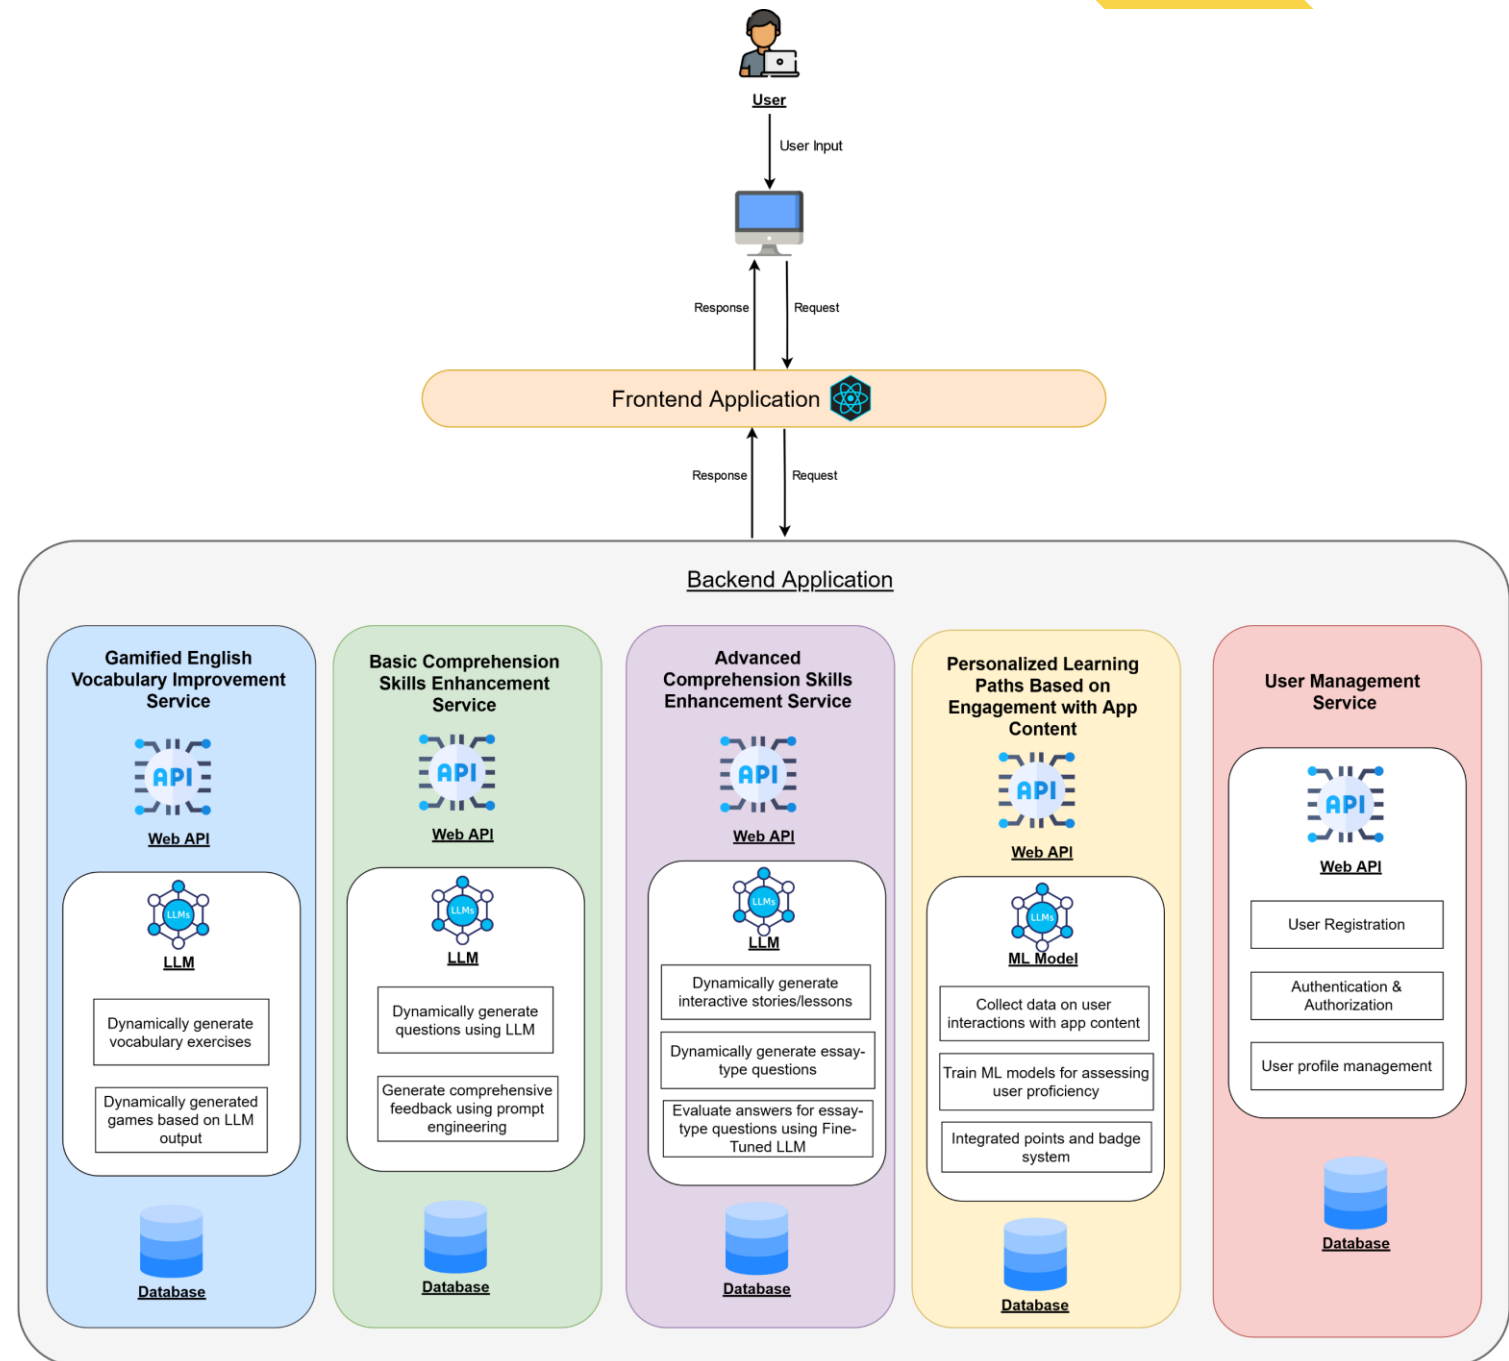 User
User Input
Response
Request
Frontend Application
Response
Request
Backend Application
Gamified English
Vocabulary Improvement
Service
API
Web API
LLMs
LLM
Dynamically generate
vocabulary exercises
Dynamically generated
games based on LLM
output
Database
Basic Comprehension
Skills Enhancement
Service
API
Web API
LLMs
LLM
Dynamically generate
questions using LLM
Generate comprehensive
feedback using prompt
engineering
Database
Advanced
Comprehension Skills
Enhancement Service
API
Web API
LLMs
LLM
Dynamically generate
interactive stories/lessons
Dynamically generate essay-
type questions
Evaluate answers for essay-
type questions using Fine-
Tuned LLM
Database
Personalized Learning
Paths Based on
Engagement with App
Content
API
Web API
LLMs
ML Model
Collect data on user
interactions with app content
Train ML models for assessing
user proficiency
Integrated points and badge
system
Database
User Management
Service
API
Web API
User Registration
Authentication &
Authorization
User profile management
Database